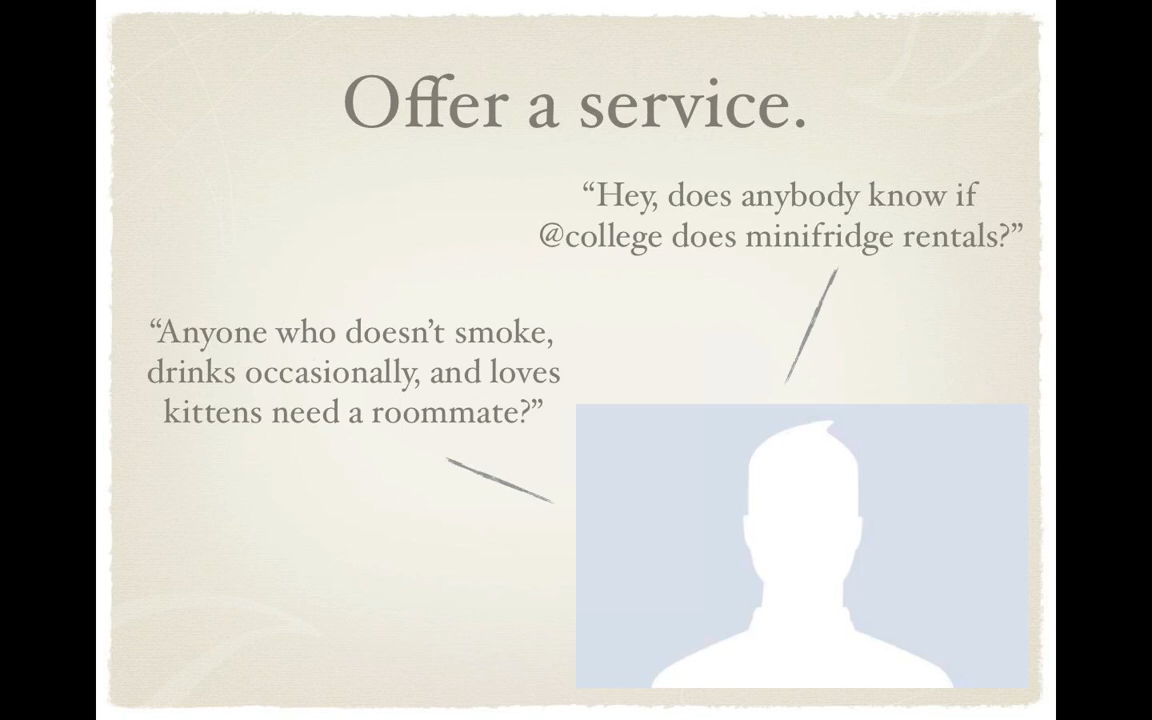 Offer a service.
“Hey, does anybody know if
@college does minifridge rentals?”
“Anyone who doesn’t smoke,
drinks occasionally, and loves
kittens need a roommate?”